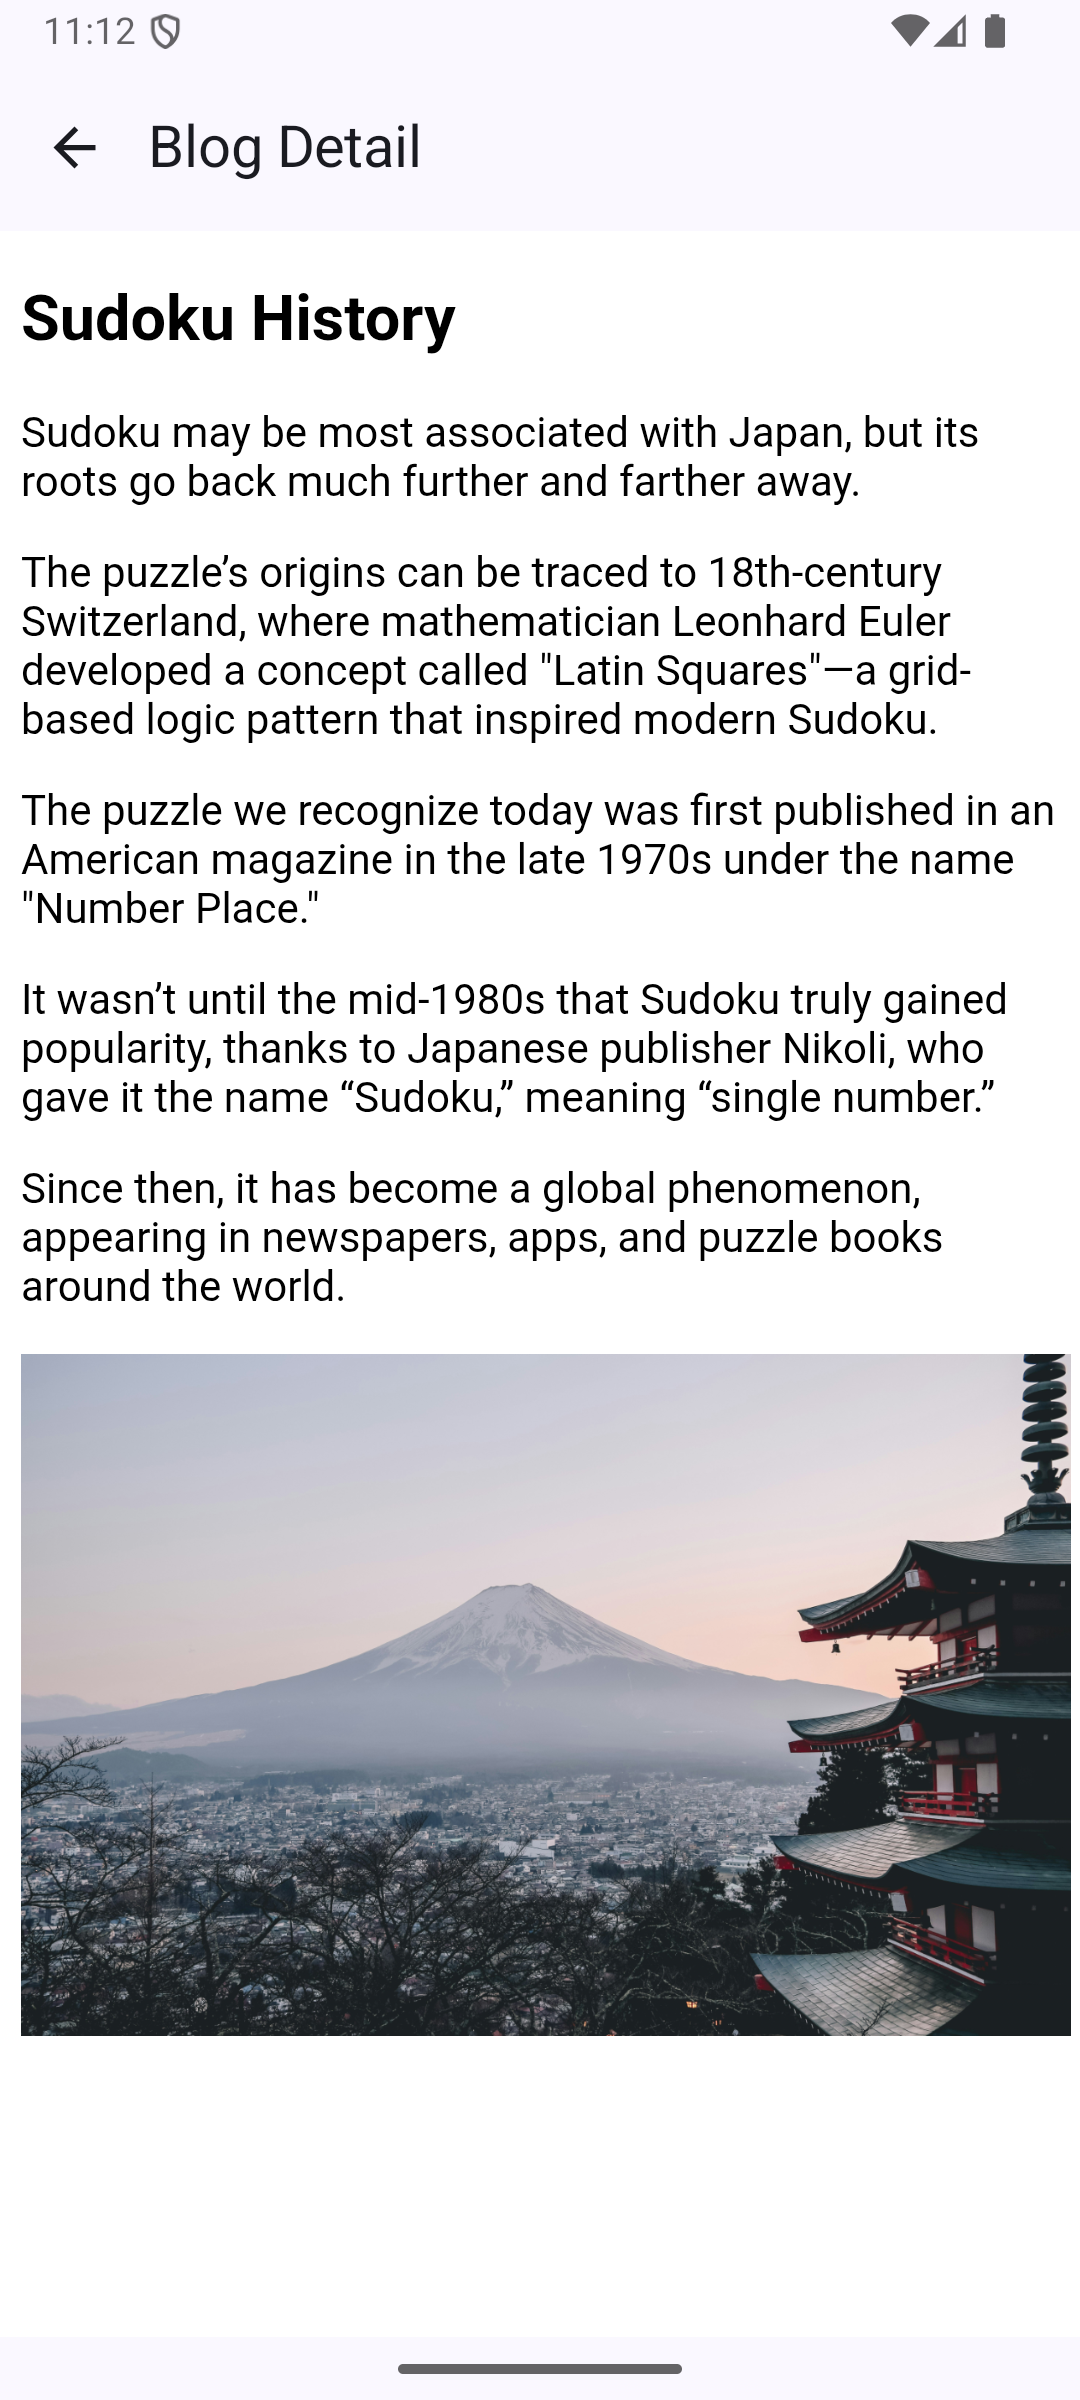 11:12
Blog Detail
Sudoku History
Sudoku may be most associated with Japan, but its
roots go back much further and farther away.
The puzzle’s origins can be traced to 18th-century
Switzerland, where mathematician Leonhard Euler
developed a concept called "Latin Squares"—a grid-
based logic pattern that inspired modern Sudoku.
The puzzle we recognize today was first published in an
American magazine in the late 1970s under the name
"Number Place."
It wasn’t until the mid-1980s that Sudoku truly gained
popularity, thanks to Japanese publisher Nikoli, who
gave it the name “Sudoku,” meaning “single number.”
Since then, it has become a global phenomenon,
appearing in newspapers, apps, and puzzle books
around the world.